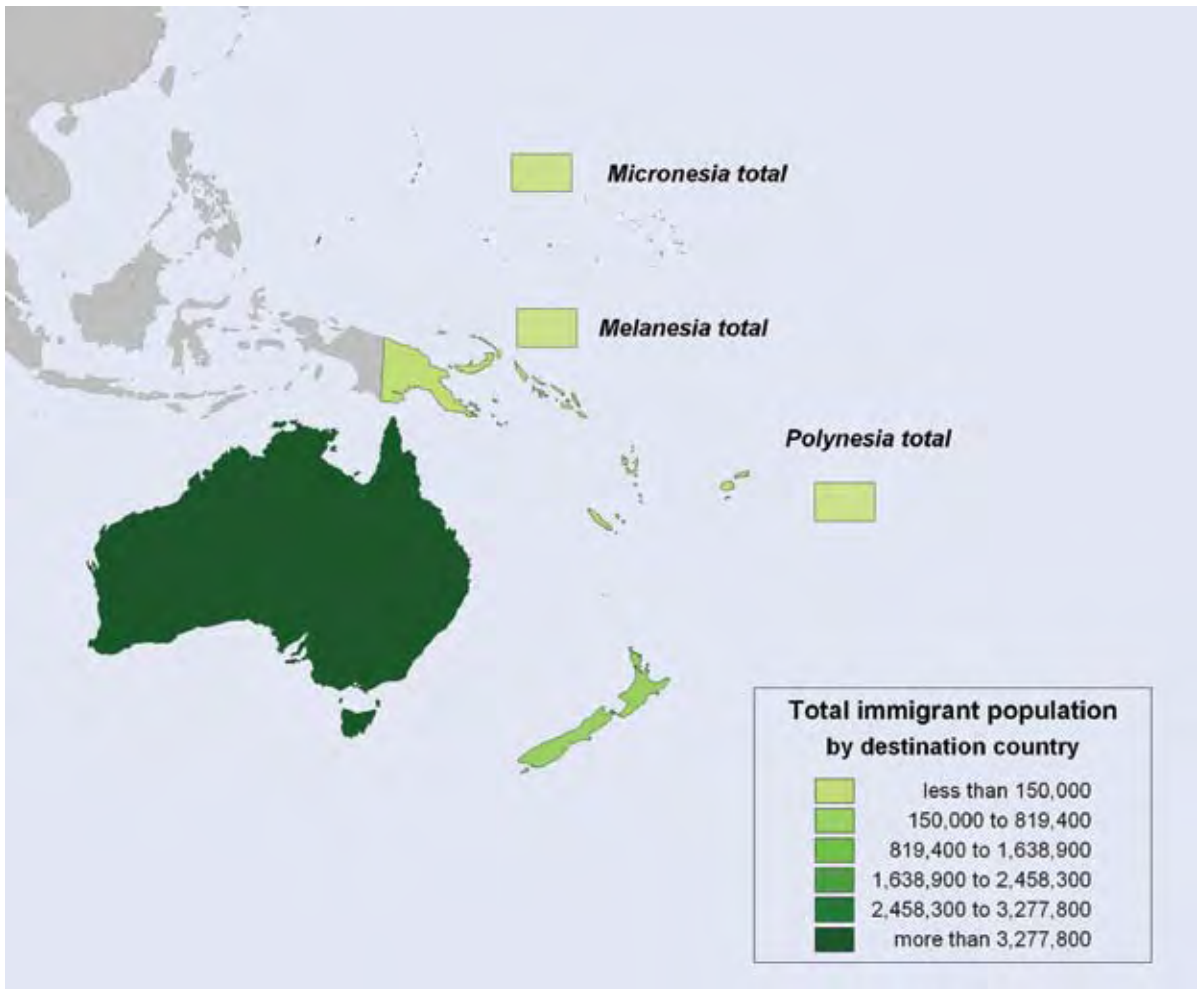 Micronesia total
Melanesia total
Polynesia total
Total immigrant population
by destination country
less than 150,000
150,000 to 819,400
819,400 to 1,638,900
1,638,900 to 2,458,300
2,458,300 to 3,277,800
more than 3,277,800